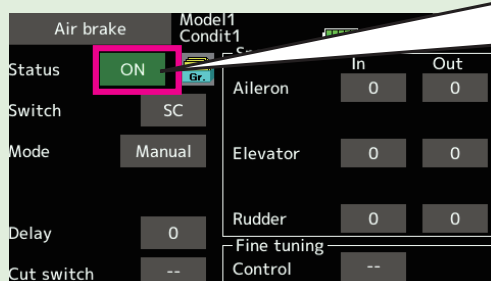 Air brake Model1
Condit1
Status ON Gr. In Out
Aileron 0 0
Switch SC
Mode Manual Elevator 0 0
Rudder 0 0
Delay 0
Fine tuning
Cut switch -- Control --